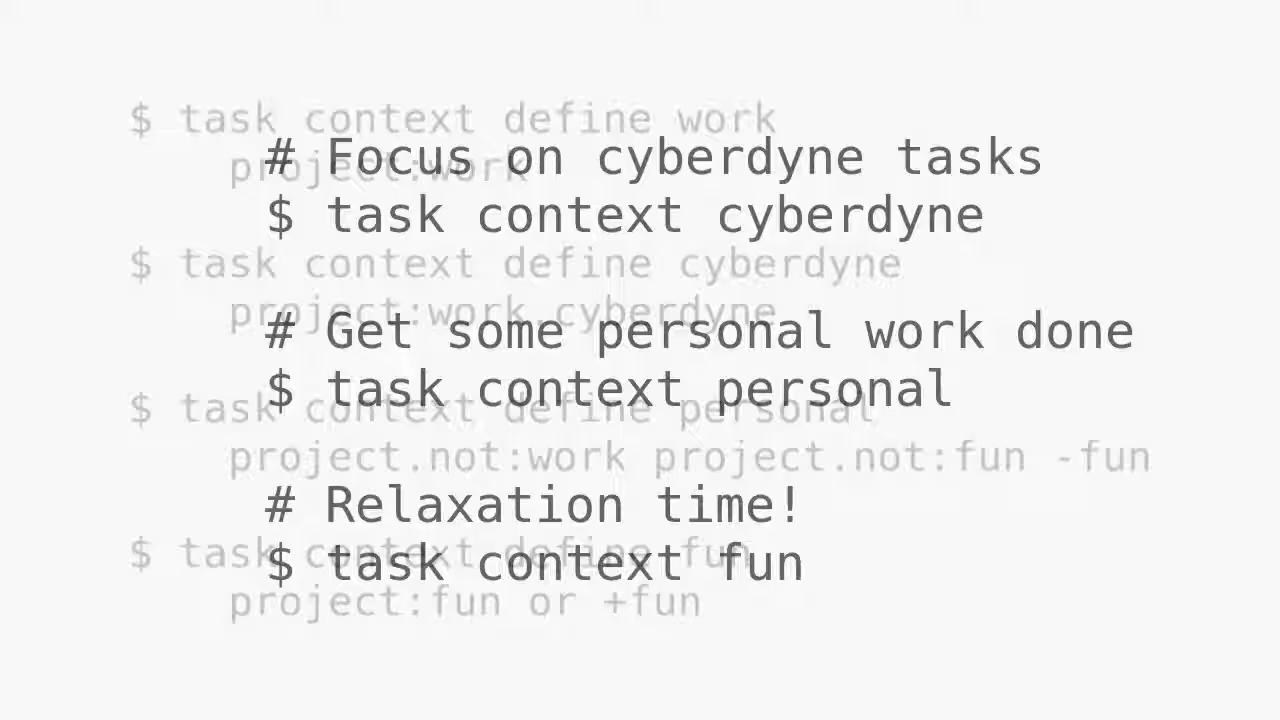 $ task context define work
# Focus on cyberdyne tasks
project:work
$ task context cyberdyne
$ task context define cyberdyne
project:work.cyberdyne
# Get some personal work done
$ task context personal
$ task context define personal
project.not:work project.not:fun -fun
# Relaxation time!
$ task context define fun
$ task context fun
project:fun or +fun